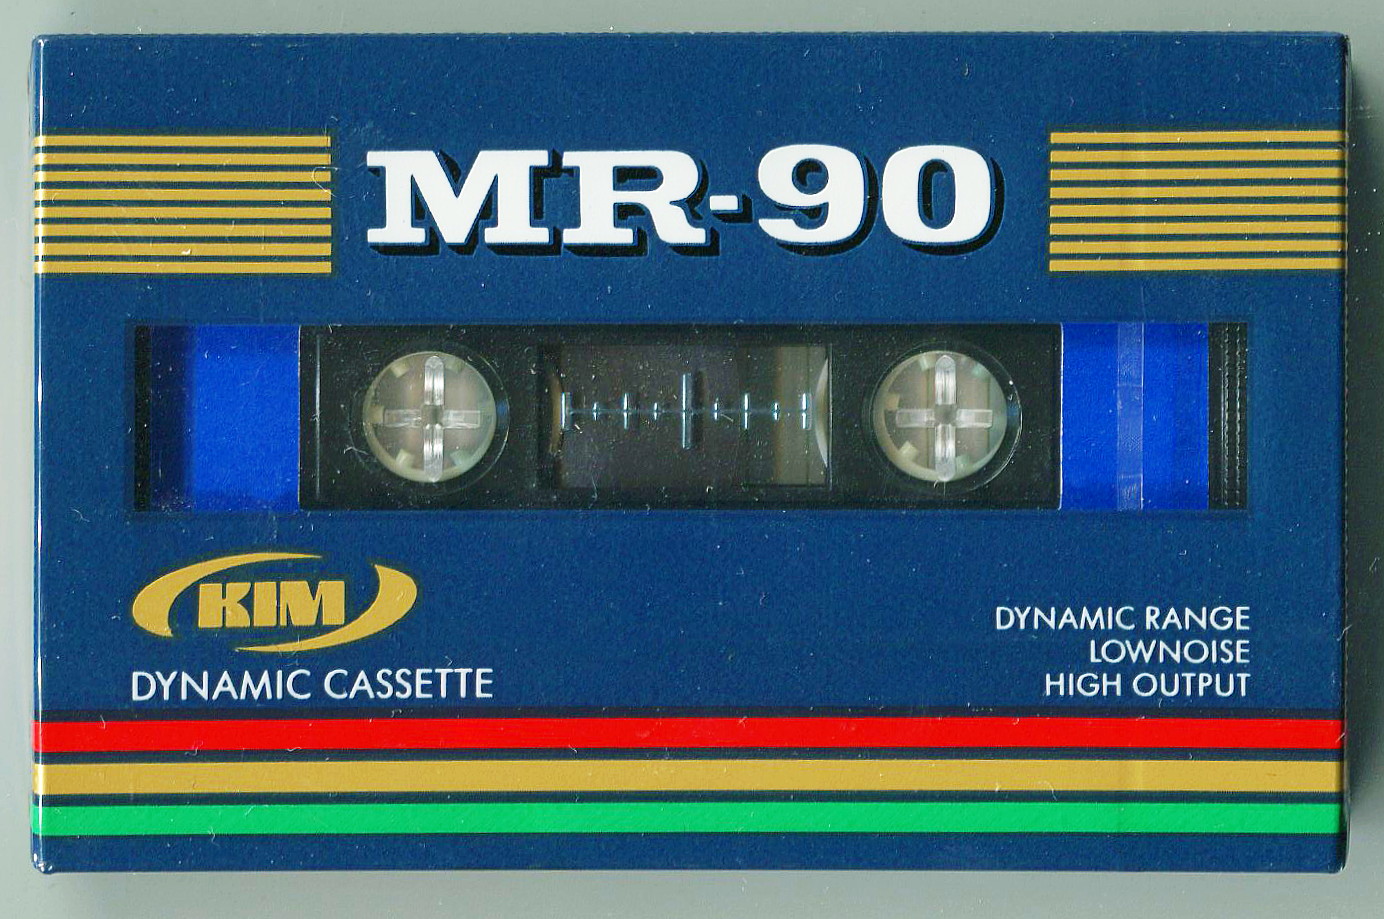 MR-90
KIM
DYNAMIC CASSETTE
DYNAMIC RANGE
LOWNOISE
HIGH OUTPUT